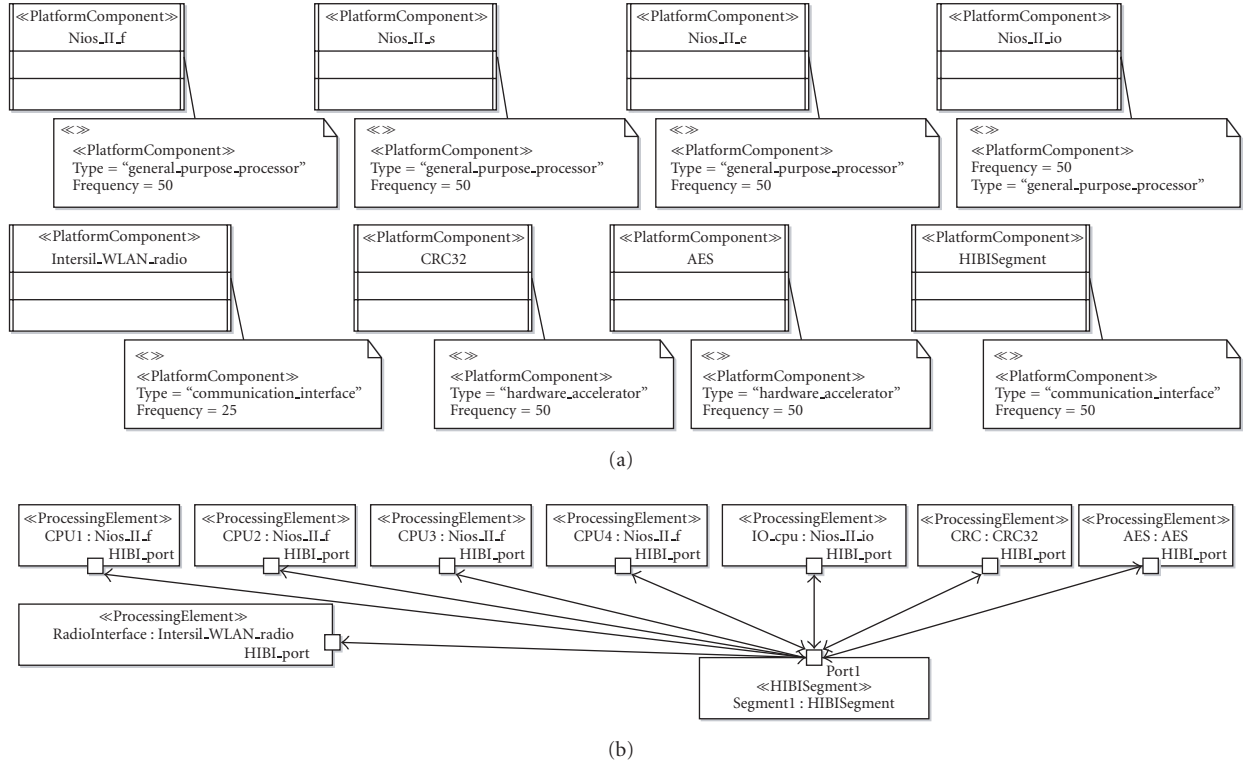 ≪PlatformComponent≫
Nios_II_f
≪PlatformComponent≫
Nios_II_s
≪PlatformComponent≫
Nios_II_e
≪PlatformComponent≫
Nios_II_io
≪≫
≪PlatformComponent≫
Type = “general_purpose_processor”
Frequency = 50
≪≫
≪PlatformComponent≫
Type = “general_purpose_processor”
Frequency = 50
≪≫
≪PlatformComponent≫
Type = “general_purpose_processor”
Frequency = 50
≪≫
≪PlatformComponent≫
Frequency = 50
Type = “general_purpose_processor”
≪PlatformComponent≫
Intersil_WLAN_radio
≪PlatformComponent≫
CRC32
≪PlatformComponent≫
AES
≪PlatformComponent≫
HIBISegment
≪≫
≪PlatformComponent≫
Type = “communication_interface”
Frequency = 25
≪≫
≪PlatformComponent≫
Type = “hardware_accelerator”
Frequency = 50
≪≫
≪PlatformComponent≫
Type = “hardware_accelerator”
Frequency = 50
≪≫
≪PlatformComponent≫
Type = “communication_interface”
Frequency = 50
(a)
≪ProcessingElement≫
CPU1 : Nios_II_f
HIBI_port
≪ProcessingElement≫
CPU2 : Nios_II_f
HIBI_port
≪ProcessingElement≫
CPU3 : Nios_II_f
HIBI_port
≪ProcessingElement≫
CPU4 : Nios_II_f
HIBI_port
≪ProcessingElement≫
IO_cpu : Nios_II_io
HIBI_port
≪ProcessingElement≫
CRC : CRC32
HIBI_port
≪ProcessingElement≫
AES : AES
HIBI_port
≪ProcessingElement≫
RadioInterface : Intersil_WLAN_radio
HIBI_port
Port1
≪HIBISegment≫
Segment1 : HIBISegment
(b)